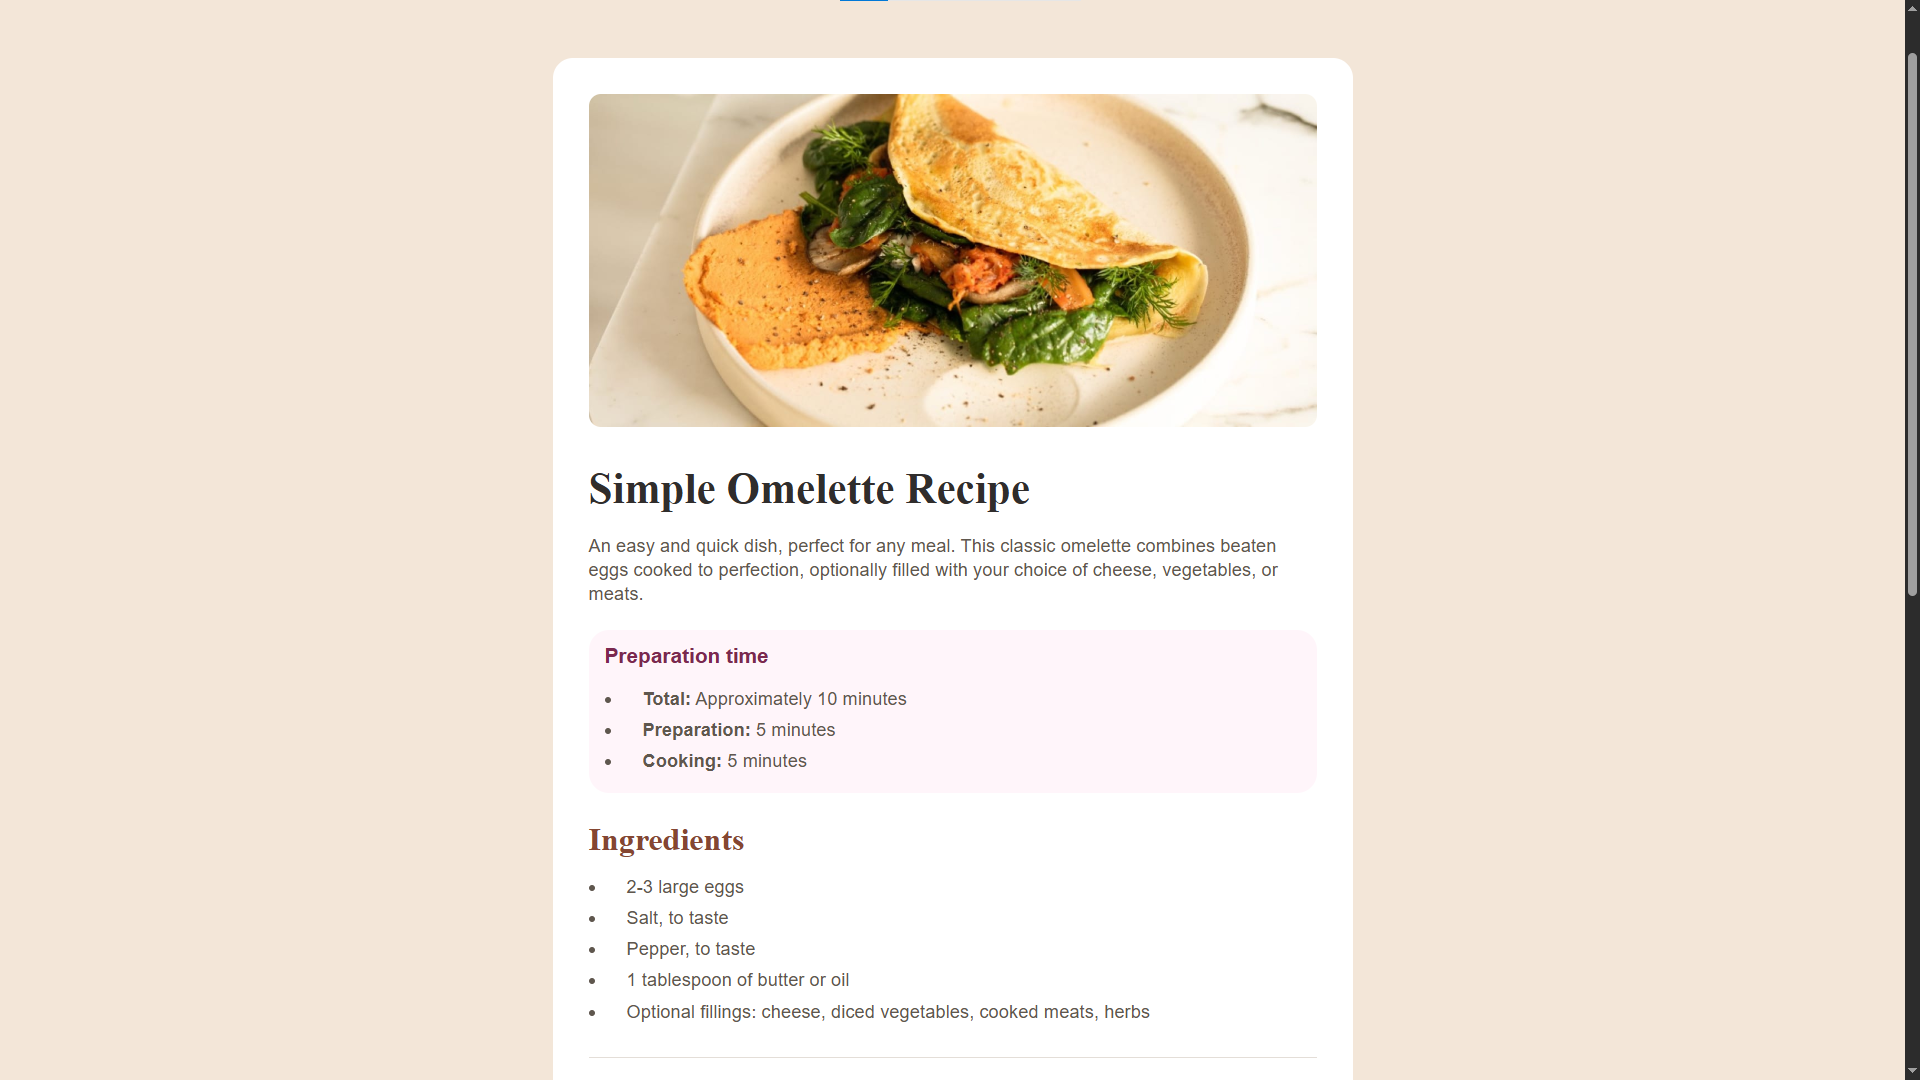 Simple Omelette Recipe
An easy and quick dish, perfect for any meal. This classic omelette combines beaten
eggs cooked to perfection, optionally filled with your choice of cheese, vegetables, or
meats.
Preparation time
• Total: Approximately 10 minutes
• Preparation: 5 minutes
• Cooking: 5 minutes
Ingredients
• 2-3 large eggs
• Salt, to taste
• Pepper, to taste
• 1 tablespoon of butter or oil
• Optional fillings: cheese, diced vegetables, cooked meats, herbs